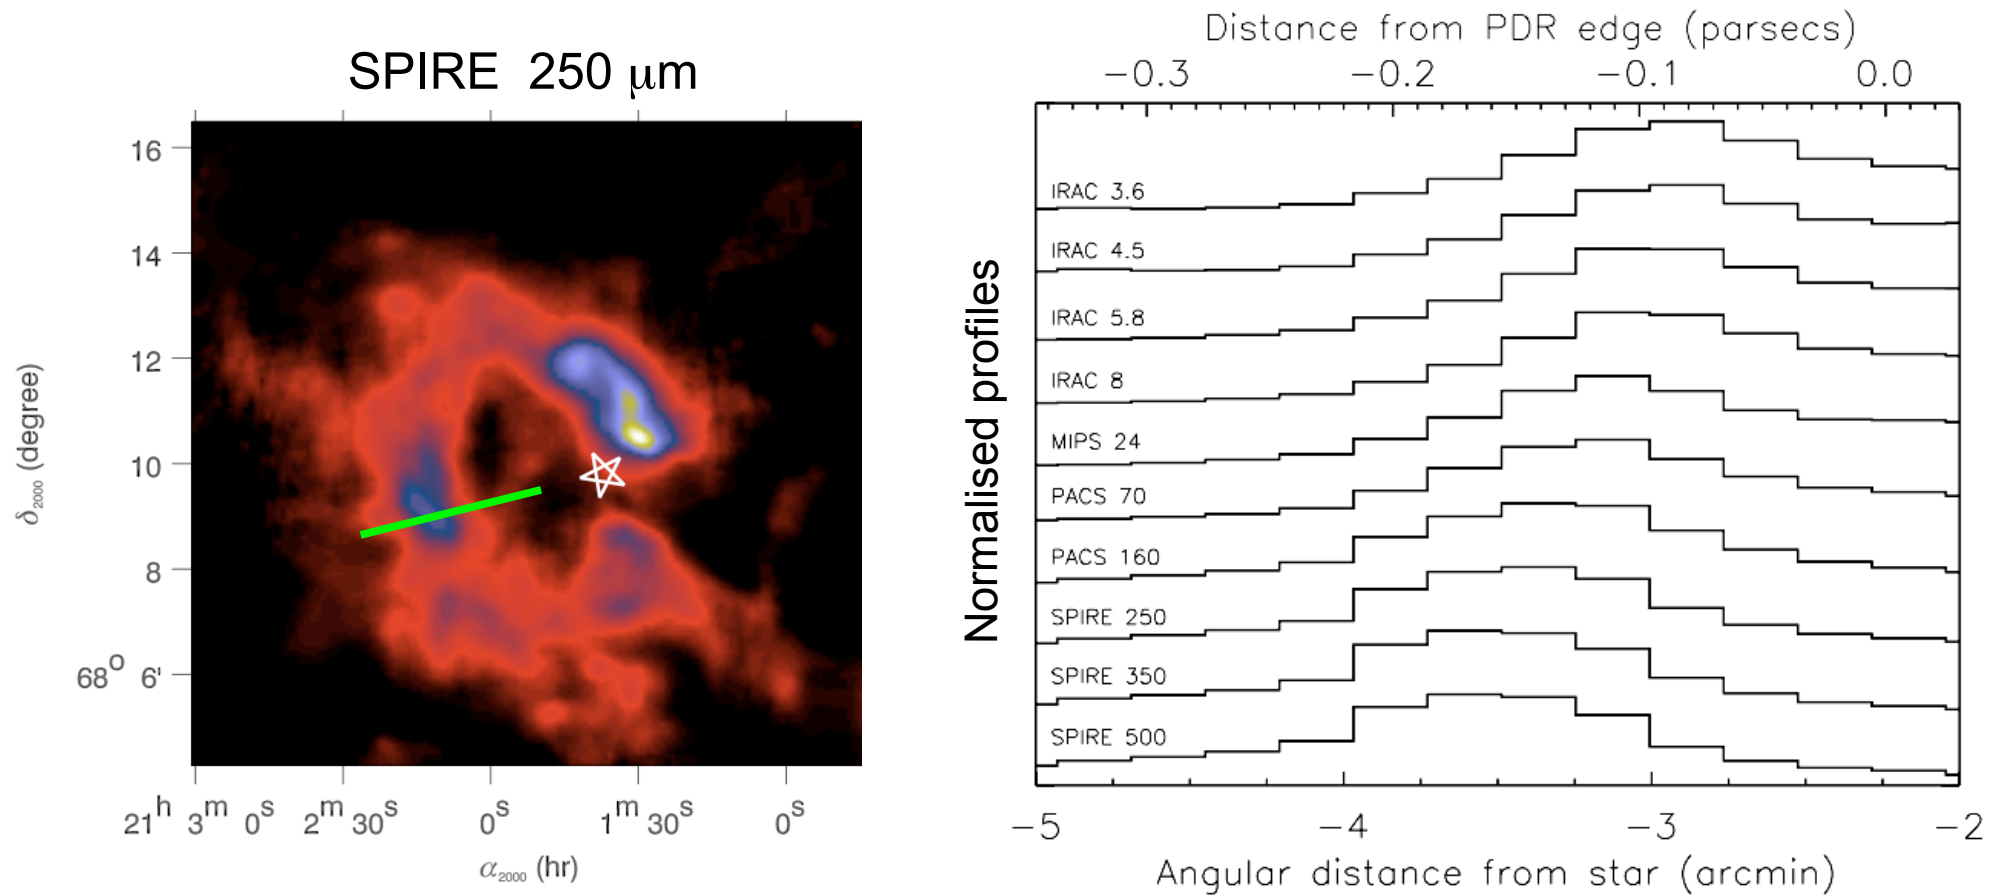 SPIRE 250 μm
16
14
12
10
8
68° 6'
δ2000 (degree)
21h 3m 0s 2m 30s 0s 1m 30s 0s
α2000 (hr)
Distance from PDR edge (parsecs)
−0.3 −0.2 −0.1 0.0
Normalised profiles
IRAC 3.6
IRAC 4.5
IRAC 5.8
IRAC 8
MIPS 24
PACS 70
PACS 160
SPIRE 250
SPIRE 350
SPIRE 500
−5 −4 −3 −2
Angular distance from star (arcmin)